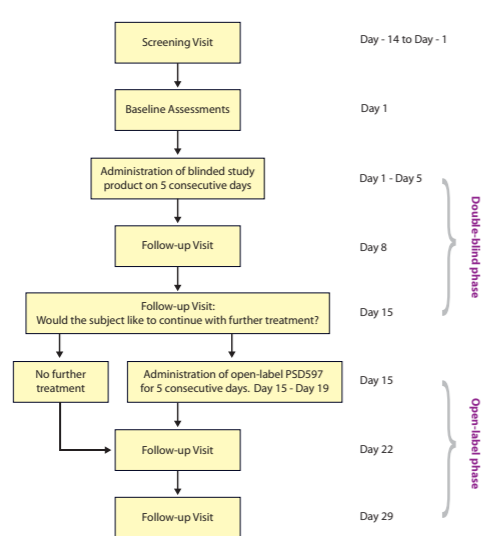 Screening Visit
Day - 14 to Day - 1
Baseline Assessments
Day 1
Administration of blinded study
product on 5 consecutive days
Day 1 - Day 5
Follow-up Visit
Day 8
Double-blind phase
Follow-up Visit:
Would the subject like to continue with further treatment?
Day 15
No further
treatment
Administration of open-label PSD597
for 5 consecutive days. Day 15 - Day 19
Day 15
Follow-up Visit
Day 22
Open-label phase
Follow-up Visit
Day 29